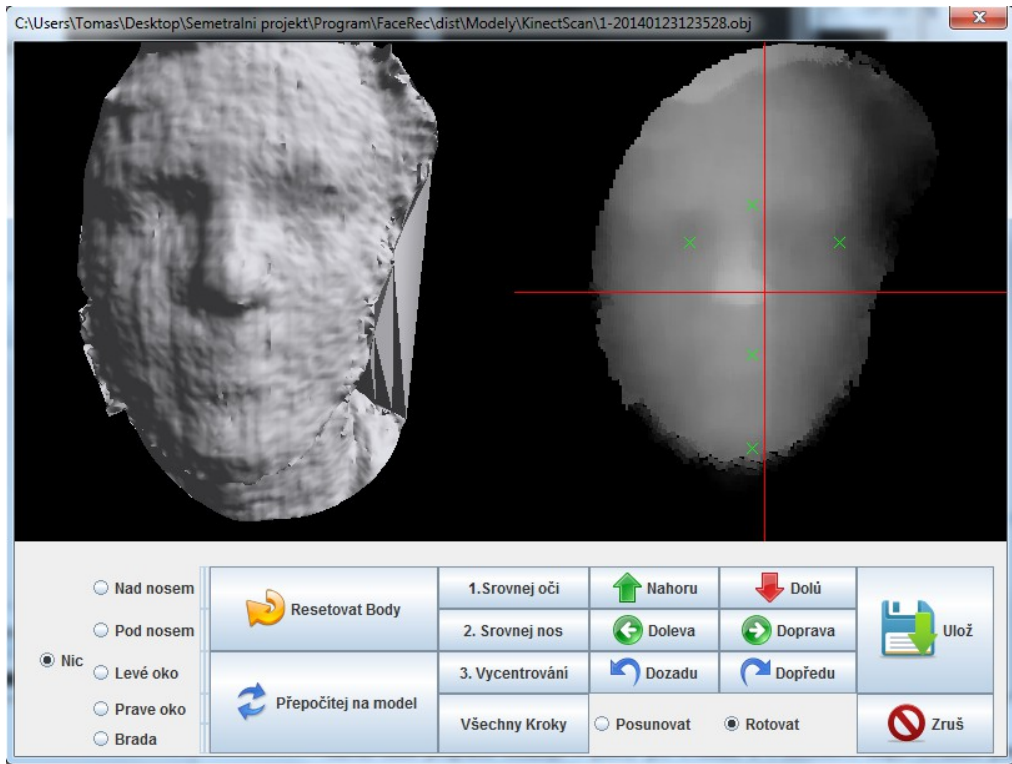 C:\Users\Tomas\Desktop\Semetralni projekt\Program\FaceRec\dist\Modely\KinectScan\1-20140123123528.obj
Nad nosem
Pod nosem
Nic
Levé oko
Prave oko
Brada
Resetovat Body
Přepočítej na model
1.Srovnej oči
2. Srovnej nos
3. Vycentrování
Všechny Kroky
Nahoru
Dolů
Doleva
Doprava
Dozadu
Dopředu
Posunovat
Rotovat
Ulož
Zruš